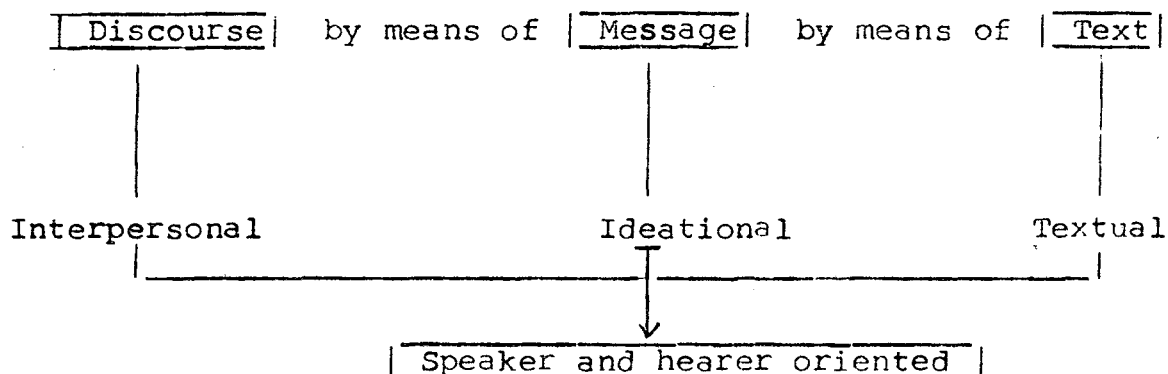 Discourse by means of Message by means of Text
Interpersonal Ideational Textual
Speaker and hearer oriented